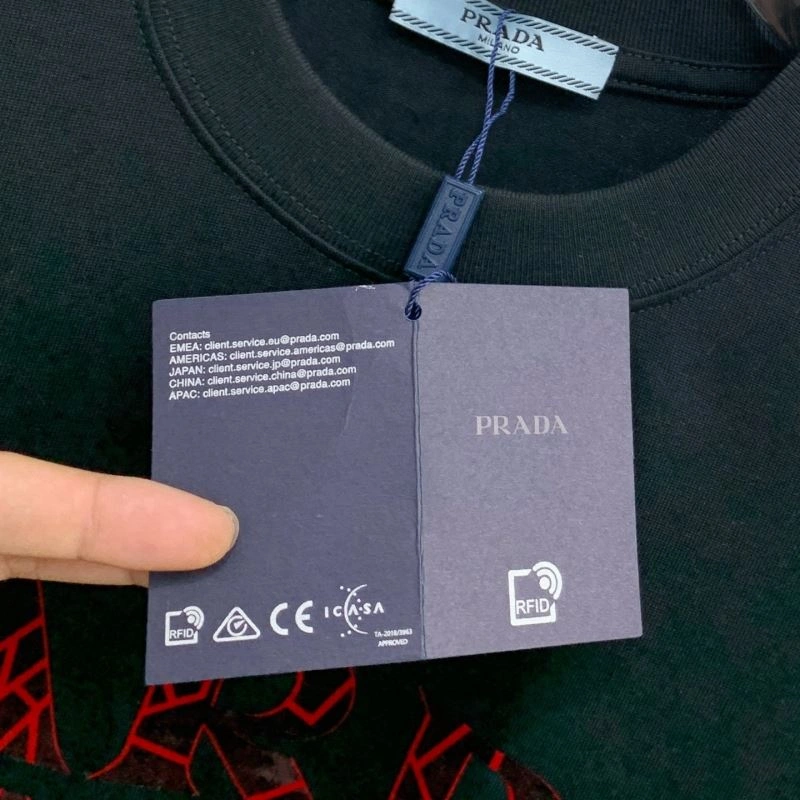 PRADA
MILANO
PRADA
Contacts
EMEA: client.service.eu@prada.com
AMERICAS: client.service.americas@prada.com
JAPAN: client.service.jp@prada.com
CHINA: client.service.china@prada.com
APAC: client.service.apac@prada.com
PRADA
RFID
CE
ICASA
TA-2018/3963
APPROVED
RFID